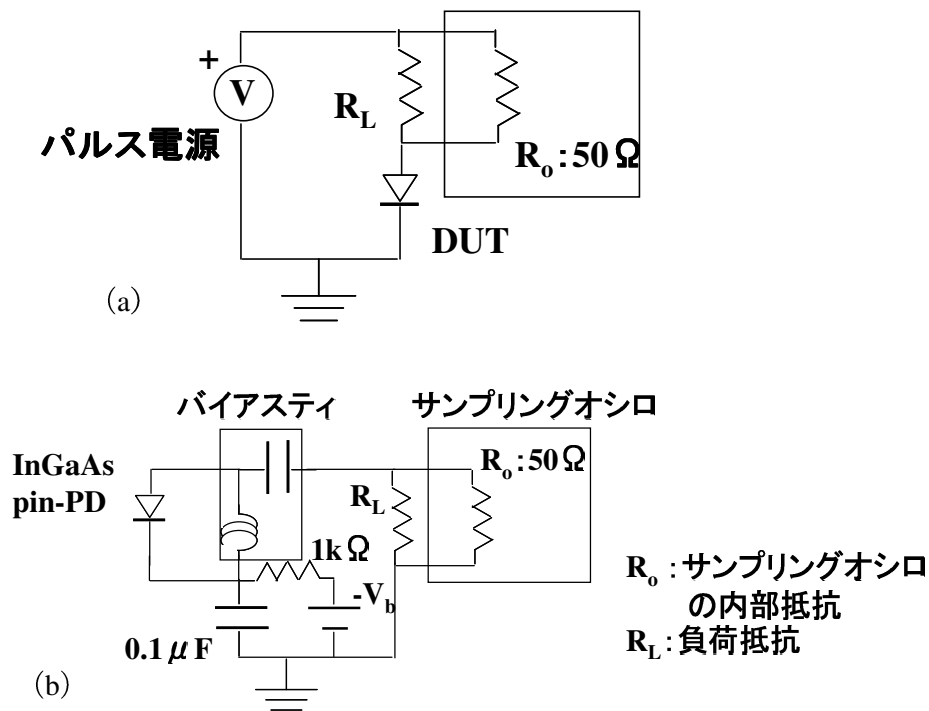 +
V
パルス電源
R_L
R_o:50Ω
DUT
(a)
バイアスティ
サンプリングオシロ
InGaAs
pin-PD
R_o:50Ω
R_L
1kΩ
-V_b
0.1μF
R_o:サンプリングオシロ
の内部抵抗
R_L:負荷抵抗
(b)